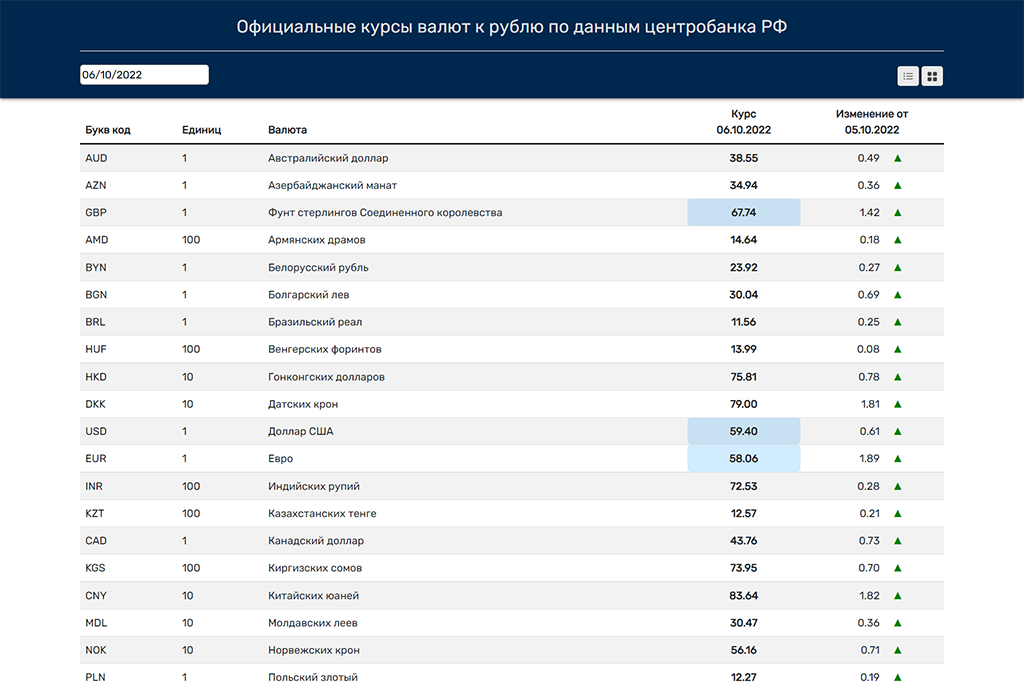 Официальные курсы валют к рублю по данным центробанка РФ
06/10/2022
Курс Изменение от
Букв код Единиц Валюта 06.10.2022 05.10.2022
AUD 1 Австралийский доллар 38.55 0.49 ▲
AZN 1 Азербайджанский манат 34.94 0.36 ▲
GBP 1 Фунт стерлингов Соединенного королевства 67.74 1.42 ▲
AMD 100 Армянских драмов 14.64 0.18 ▲
BYN 1 Белорусский рубль 23.92 0.27 ▲
BGN 1 Болгарский лев 30.04 0.69 ▲
BRL 1 Бразильский реал 11.56 0.25 ▲
HUF 100 Венгерских форинтов 13.99 0.08 ▲
HKD 10 Гонконгских долларов 75.81 0.78 ▲
DKK 10 Датских крон 79.00 1.81 ▲
USD 1 Доллар США 59.40 0.61 ▲
EUR 1 Евро 58.06 1.89 ▲
INR 100 Индийских рупий 72.53 0.28 ▲
KZT 100 Казахстанских тенге 12.57 0.21 ▲
CAD 1 Канадский доллар 43.76 0.73 ▲
KGS 100 Киргизских сомов 73.95 0.70 ▲
CNY 10 Китайских юаней 83.64 1.82 ▲
MDL 10 Молдавских леев 30.47 0.36 ▲
NOK 10 Норвежских крон 56.16 0.71 ▲
PLN 1 Польский злотый 12.27 0.19 ▲